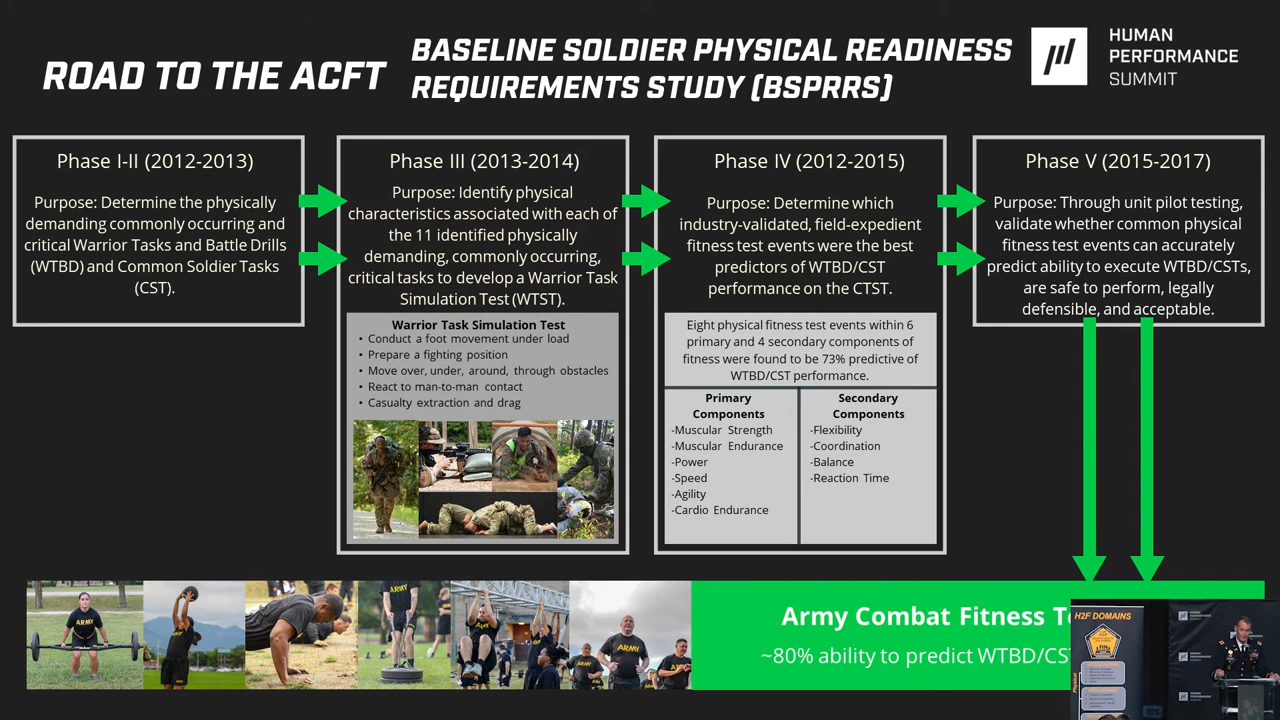 ROAD TO THE ACFT
BASELINE SOLDIER PHYSICAL READINESS
REQUIREMENTS STUDY (BSPRRS)
HUMAN
PERFORMANCE
SUMMIT
Phase I-II (2012-2013)
Purpose: Determine the physically
demanding commonly occurring and
critical Warrior Tasks and Battle Drills
(WTBD) and Common Soldier Tasks
(CST).
Phase III (2013-2014)
Purpose: Identify physical
characteristics associated with each of
the 11 identified physically
demanding, commonly occurring,
critical tasks to develop a Warrior Task
Simulation Test (WTST).
Warrior Task Simulation Test
• Conduct a foot movement under load
• Prepare a fighting position
• Move over, under, around, through obstacles
• React to man-to-man contact
• Casualty extraction and drag
Phase IV (2012-2015)
Purpose: Determine which
industry-validated, field-expedient
fitness test events were the best
predictors of WTBD/CST
performance on the CTST.
Eight physical fitness test events within 6
primary and 4 secondary components of
fitness were found to be 73% predictive of
WTBD/CST performance.
Primary
Components
-Muscular Strength
-Muscular Endurance
-Power
-Speed
-Agility
-Cardio Endurance
Secondary
Components
-Flexibility
-Coordination
-Balance
-Reaction Time
Phase V (2015-2017)
Purpose: Through unit pilot testing,
validate whether common physical
fitness test events can accurately
predict ability to execute WTBD/CSTs,
are safe to perform, legally
defensible, and acceptable.
ARMY
ARMY
ARMY
ARMY
ARMY
Army Combat Fitness
~80% ability to predict
H2F DOMAINS